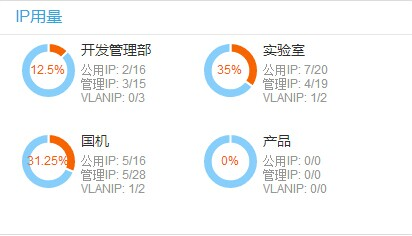 IP用量
开发管理部
12.5%
公用IP: 2/16
管理IP: 3/15
VLANIP: 0/3
实验室
35%
公用IP: 7/20
管理IP: 4/19
VLANIP: 1/2
国机
31.25%
公用IP: 5/16
管理IP: 5/28
VLANIP: 1/2
产品
0%
公用IP: 0/0
管理IP: 0/0
VLANIP: 0/0